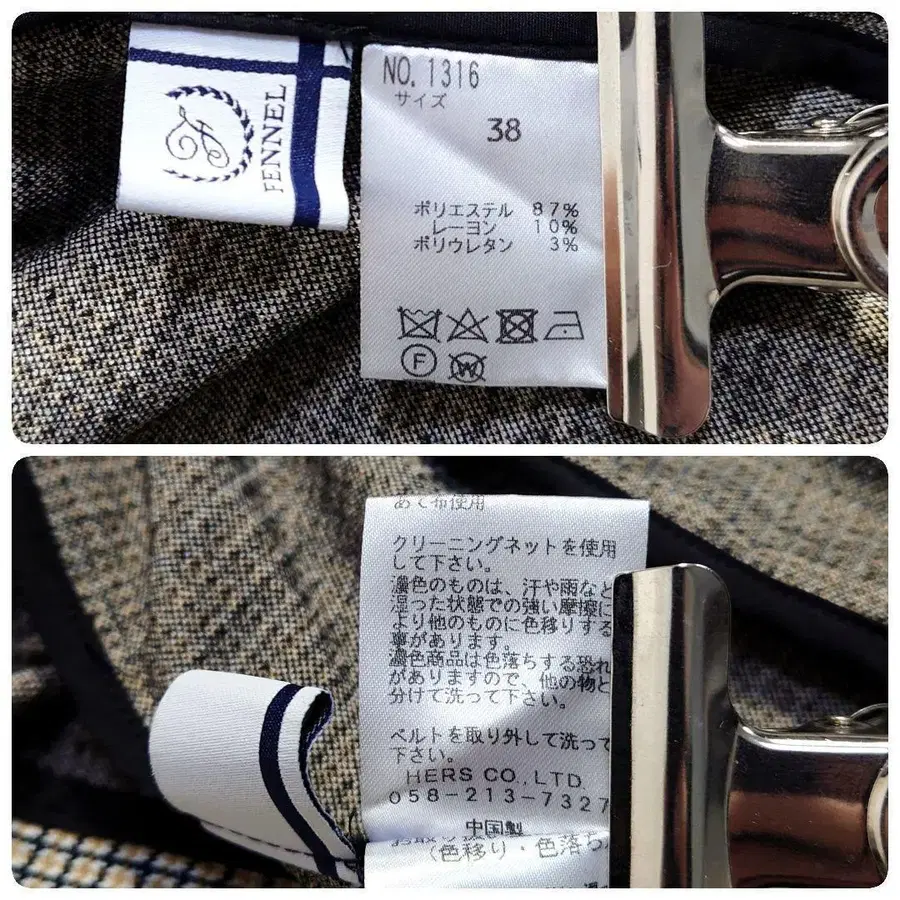 FENNEL
NO. 1316
サイズ
38
ポリエステル 87%
レーヨン 10%
ポリウレタン 3%
F W
あて布使用
クリーニングネットを使用
して下さい。
濃色のものは、汗や雨など
湿った状態での強い摩擦に
より他のものに色移りする
事があります。
濃色商品は色落ちする恐れ
がありますので、他の物と
分けて洗って下さい。
ベルトを取り外して洗って
下さい。
HERS CO.,LTD.
058-213-7327
中国製
(色移り・色落ち